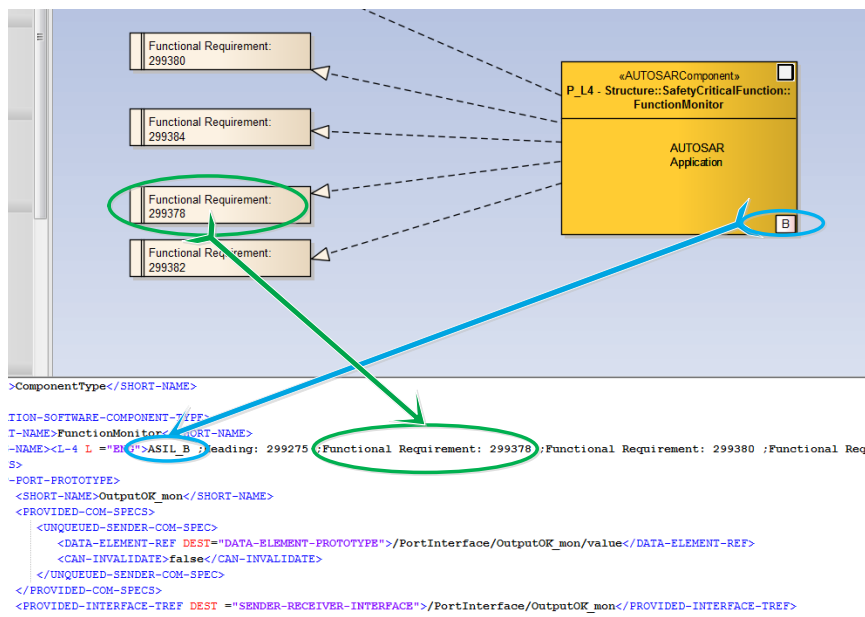 Functional Requirement:
299380
«AUTOSARComponent»
P_L4 - Structure::SafetyCriticalFunction::
FunctionMonitor
Functional Requirement:
299384
AUTOSAR
Application
Functional Requirement:
299378
B
Functional Requirement:
299382
>ComponentType</SHORT-NAME>
TION-SOFTWARE-COMPONENT-TYPE>
T-NAME>FunctionMonitor</SHORT-NAME>
-NAME><L-4 L ="ENG">ASIL_B ;Heading: 299275 ;Functional Requirement: 299378 ;Functional Requirement: 299380 ;Functional Req
S>
-PORT-PROTOTYPE>
<SHORT-NAME>OutputOK_mon</SHORT-NAME>
<PROVIDED-COM-SPECS>
<UNQUEUED-SENDER-COM-SPEC>
<DATA-ELEMENT-REF DEST="DATA-ELEMENT-PROTOTYPE">/PortInterface/OutputOK_mon/value</DATA-ELEMENT-REF>
<CAN-INVALIDATE>false</CAN-INVALIDATE>
</UNQUEUED-SENDER-COM-SPEC>
</PROVIDED-COM-SPECS>
<PROVIDED-INTERFACE-TREF DEST ="SENDER-RECEIVER-INTERFACE">/PortInterface/OutputOK_mon</PROVIDED-INTERFACE-TREF>